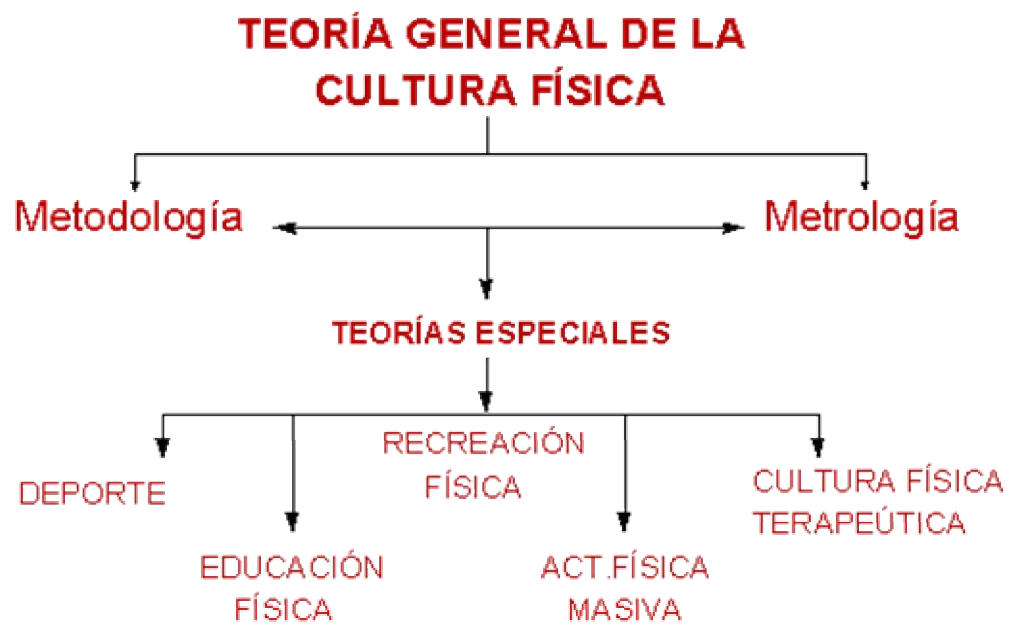 TEORÍA GENERAL DE LA
CULTURA FÍSICA
Metodología
Metrología
TEORÍAS ESPECIALES
DEPORTE
EDUCACIÓN
FÍSICA
RECREACIÓN
FÍSICA
ACT.FÍSICA
MASIVA
CULTURA FÍSICA
TERAPEÚTICA